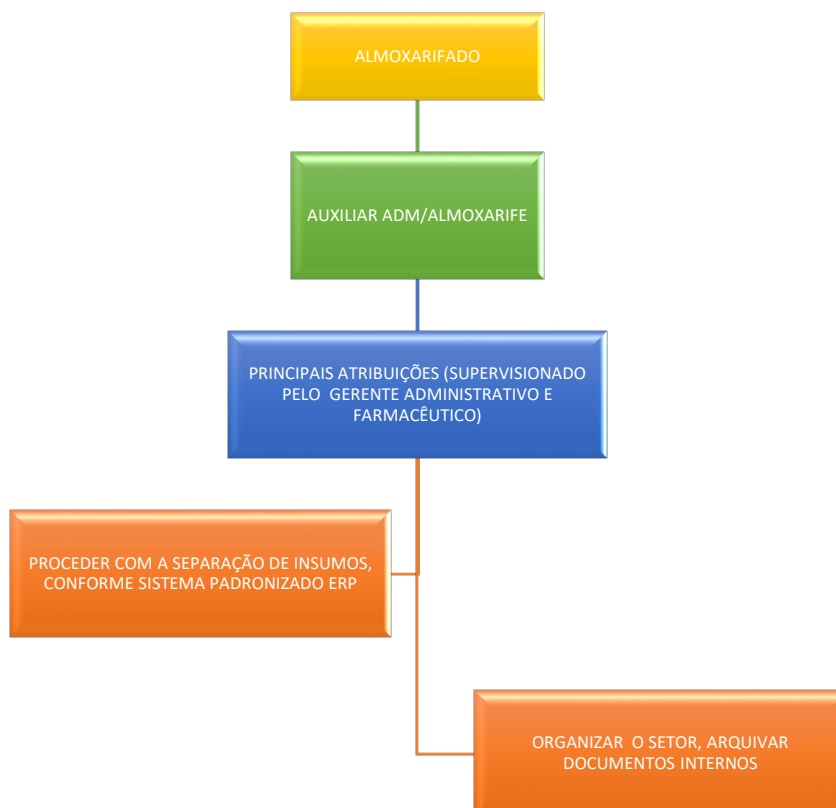 ALMOXARIFADO
AUXILIAR ADM/ALMOXARIFE
PRINCIPAIS ATRIBUIÇÕES (SUPERVISIONADO
PELO GERENTE ADMINISTRATIVO E
FARMACÊUTICO)
PROCEDER COM A SEPARAÇÃO DE INSUMOS,
CONFORME SISTEMA PADRONIZADO ERP
ORGANIZAR O SETOR, ARQUIVAR
DOCUMENTOS INTERNOS